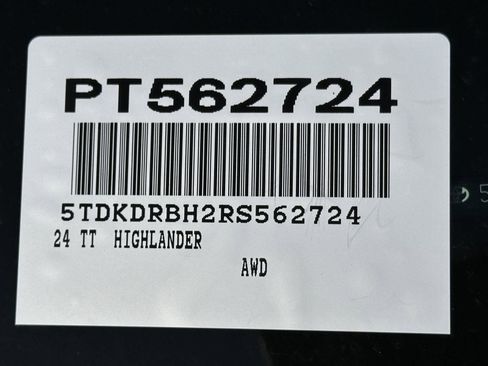 PT562724
5TDKDRBH2RS562724
24 TT HIGHLANDER
AWD